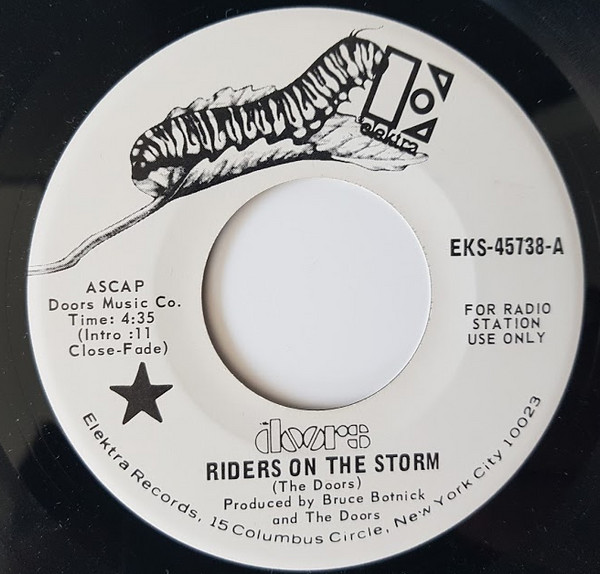 elektra
EKS-45738-A
ASCAP
Doors Music Co.
Time: 4:35
(Intro :11
Close-Fade)
FOR RADIO
STATION
USE ONLY
doors
RIDERS ON THE STORM
(The Doors)
Produced by Bruce Botnick
and The Doors
Elektra Records, 15 Columbus Circle, New York City 10023